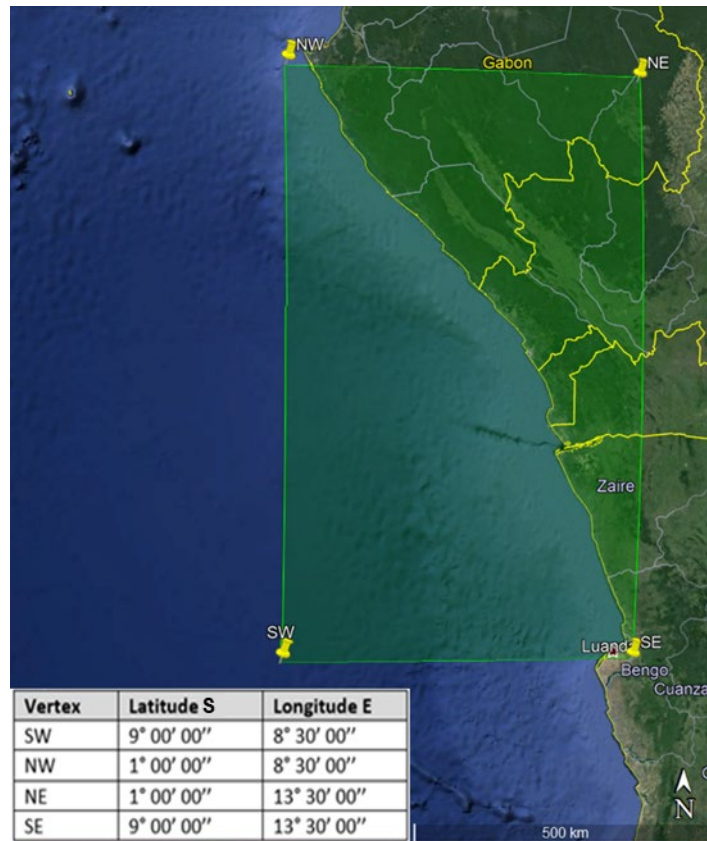 NW
Gabon
NE
Zaire
SW
SE
Bengo
Cuanza
Vertex Latitude S Longitude E
SW 9° 00' 00" 8° 30' 00"
NW 1° 00' 00" 8° 30' 00"
NE 1° 00' 00" 13° 30' 00"
SE 9° 00' 00" 13° 30' 00"
500 km
N